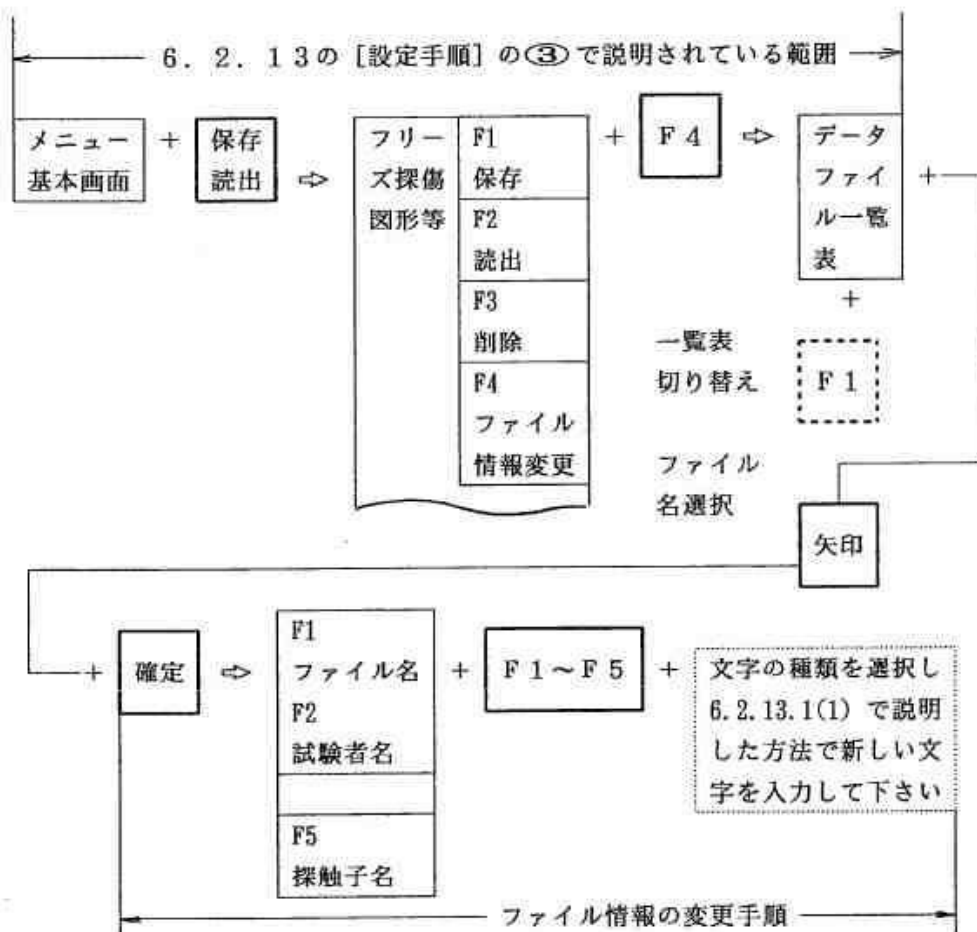 6．2．13の［設定手順］の③で説明されている範囲
メニュー
基本画面
＋
保存
読出
⇨
フリー
ズ探傷
図形等
F1
保存
F2
読出
F3
削除
F4
ファイル
情報変更
＋
F4
⇨
データ
ファイ
ル一覧
表
＋
＋
一覧表
切り替え
F1
ファイル
名選択
矢印
＋
確定
⇨
F1
ファイル名
F2
試験者名
F5
探触子名
＋
F1～F5
＋
文字の種類を選択し
6.2.13.1(1) で説明
した方法で新しい文
字を入力して下さい
ファイル情報の変更手順